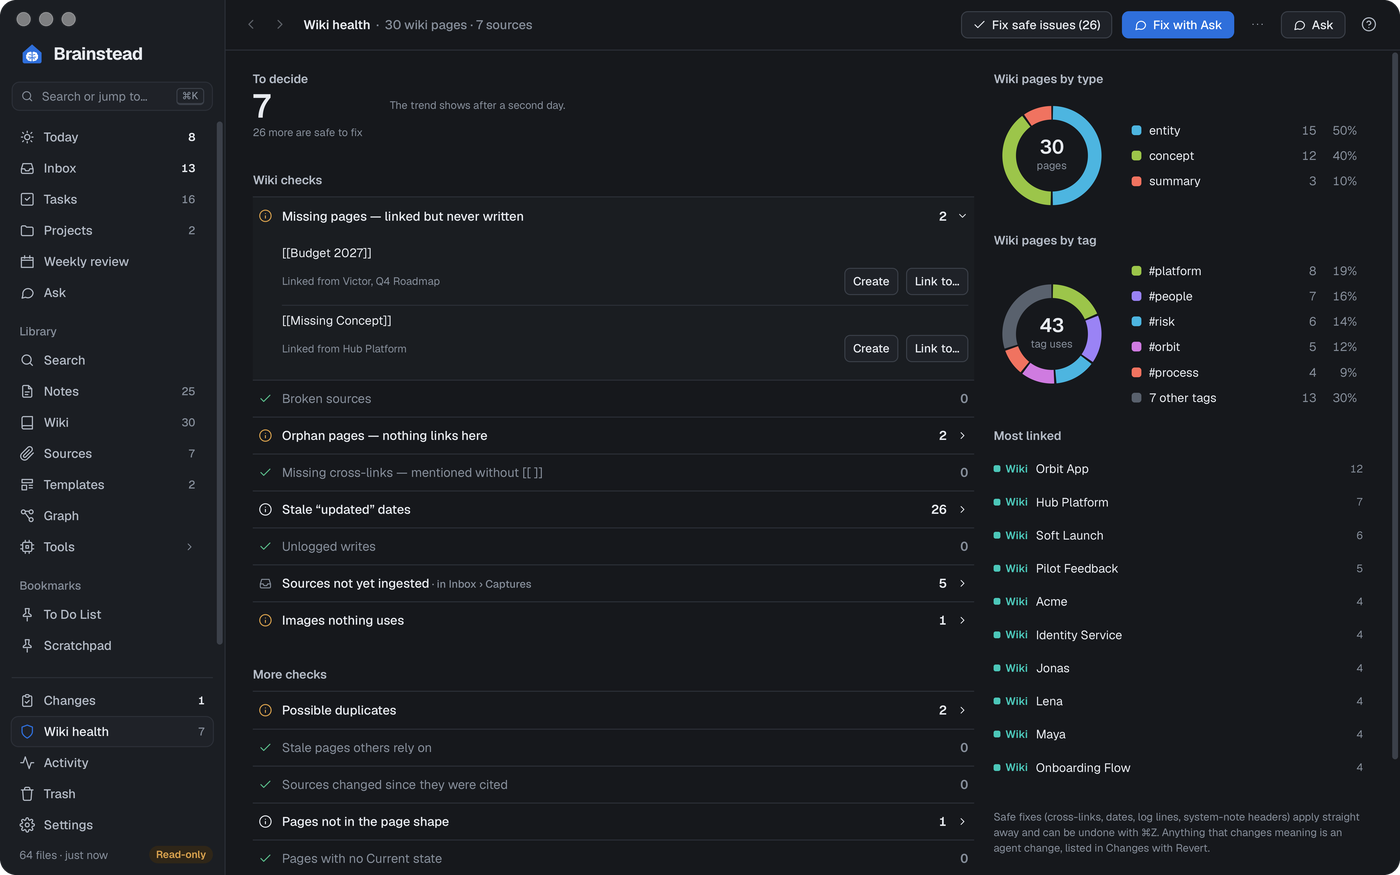 Brainstead
Search or jump to… ⌘K
Today 8
Inbox 13
Tasks 16
Projects 2
Weekly review
Ask
Library
Search
Notes 25
Wiki 30
Sources 7
Templates 2
Graph
Tools
Bookmarks
To Do List
Scratchpad
Changes 1
Wiki health 7
Activity
Trash
Settings
64 files · just now Read-only
Wiki health · 30 wiki pages · 7 sources
Fix safe issues (26) Fix with Ask ··· Ask
To decide
7
The trend shows after a second day.
26 more are safe to fix
Wiki checks
Missing pages — linked but never written 2
[[Budget 2027]]
Linked from Victor, Q4 Roadmap Create Link to…
[[Missing Concept]]
Linked from Hub Platform Create Link to…
Broken sources 0
Orphan pages — nothing links here 2
Missing cross-links — mentioned without [[ ]] 0
Stale “updated” dates 26
Unlogged writes 0
Sources not yet ingested · in Inbox › Captures 5
Images nothing uses 1
More checks
Possible duplicates 2
Stale pages others rely on 0
Sources changed since they were cited 0
Pages not in the page shape 1
Pages with no Current state 0
Wiki pages by type
30
pages
entity 15 50%
concept 12 40%
summary 3 10%
Wiki pages by tag
43
tag uses
#platform 8 19%
#people 7 16%
#risk 6 14%
#orbit 5 12%
#process 4 9%
7 other tags 13 30%
Most linked
Wiki Orbit App 12
Wiki Hub Platform 7
Wiki Soft Launch 6
Wiki Pilot Feedback 5
Wiki Acme 4
Wiki Identity Service 4
Wiki Jonas 4
Wiki Lena 4
Wiki Maya 4
Wiki Onboarding Flow 4
Safe fixes (cross-links, dates, log lines, system-note headers) apply straight
away and can be undone with ⌘Z. Anything that changes meaning is an
agent change, listed in Changes with Revert.